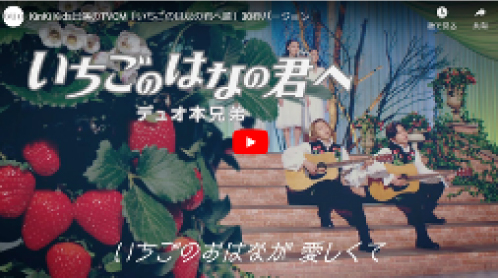 KinKi Kids出演のTVCM「いちごのはなの君へ篇」30秒バージョン
後で見る
共有
いちごのはなの君へ
デュオ本兄弟
いちごのおはなが 愛しくて